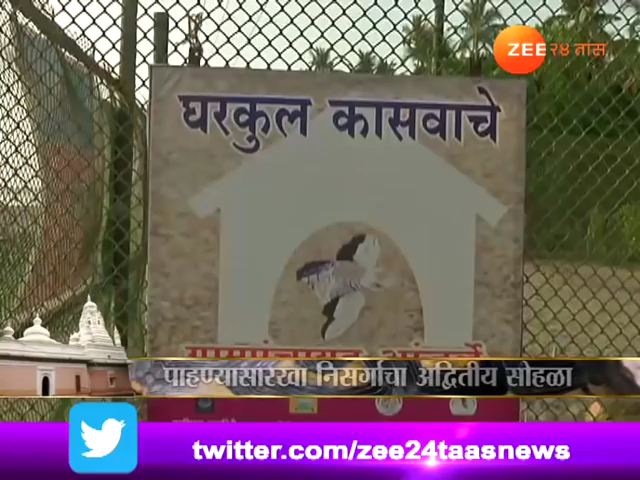 ZEE २४ तास
घरकुल कासवाचे
पाहण्यासारखा निसर्गाचा अद्वितीय सोहळा
twitter.com/zee24taasnews